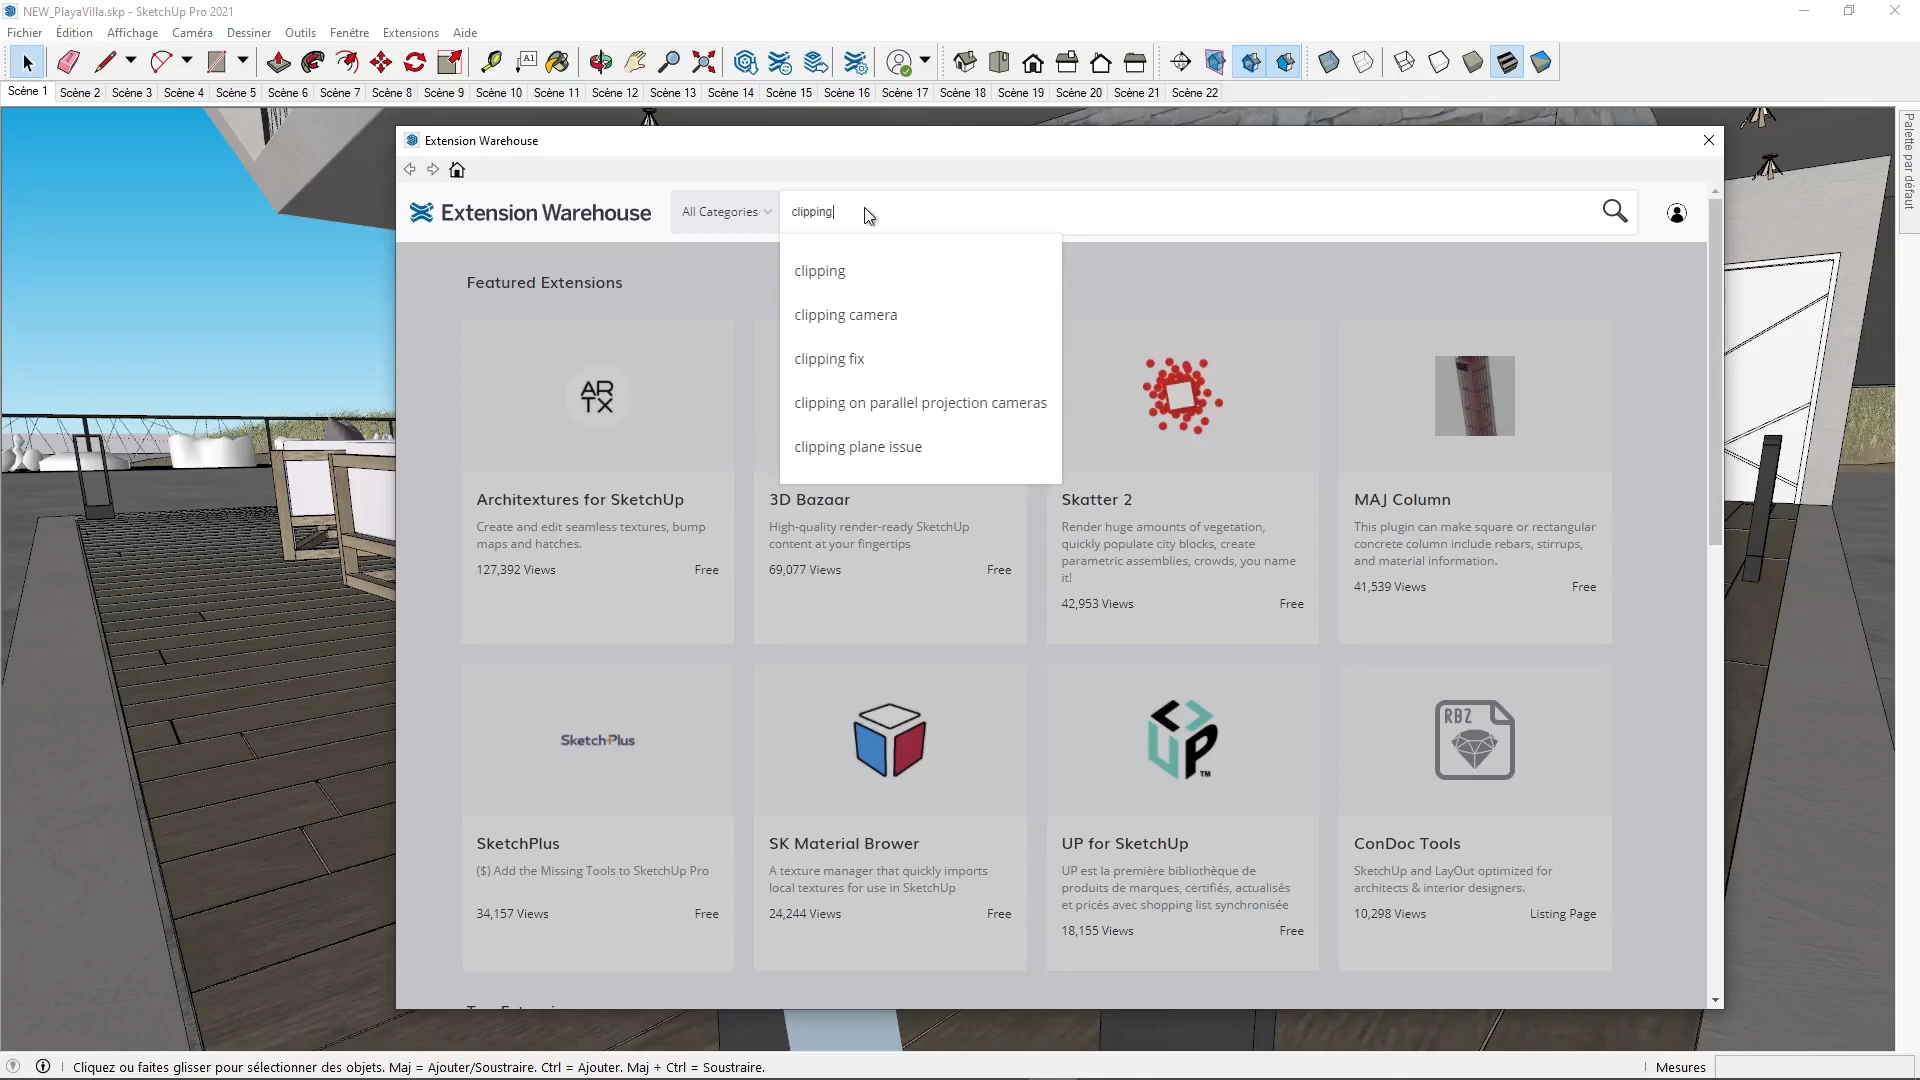 NEW_PlayaVilla.skp - SketchUp Pro 2021
Fichier Édition Affichage Caméra Dessiner Outils Fenêtre Extensions Aide
A1
Scène 1 Scène 2 Scène 3 Scène 4 Scène 5 Scène 6 Scène 7 Scène 8 Scène 9 Scène 10 Scène 11 Scène 12 Scène 13 Scène 14 Scène 15 Scène 16 Scène 17 Scène 18 Scène 19 Scène 20 Scène 21 Scène 22
Palette par défaut
Extension Warehouse
Extension Warehouse All Categories clipping
clipping
clipping camera
clipping fix
clipping on parallel projection cameras
clipping plane issue
Featured Extensions
AR
TX
Architextures for SketchUp
Create and edit seamless textures, bump
maps and hatches.
127,392 Views Free
3D Bazaar
High-quality render-ready SketchUp
content at your fingertips
69,077 Views Free
Skatter 2
Render huge amounts of vegetation,
quickly populate city blocks, create
parametric assemblies, crowds, you name
it!
42,953 Views Free
MAJ Column
This plugin can make square or rectangular
concrete column include rebars, stirrups,
and material information.
41,539 Views Free
SketchPlus
SketchPlus
($) Add the Missing Tools to SketchUp Pro
34,157 Views Free
SK Material Brower
A texture manager that quickly imports
local textures for use in SketchUp
24,244 Views Free
UP™
UP for SketchUp
UP est la première bibliothèque de
produits de marques, certifiés, actualisés
et pricés avec shopping list synchronisée
18,155 Views Free
RBZ
ConDoc Tools
SketchUp and LayOut optimized for
architects & interior designers.
10,298 Views Listing Page
Cliquez ou faites glisser pour sélectionner des objets. Maj = Ajouter/Soustraire. Ctrl = Ajouter. Maj + Ctrl = Soustraire.
Mesures